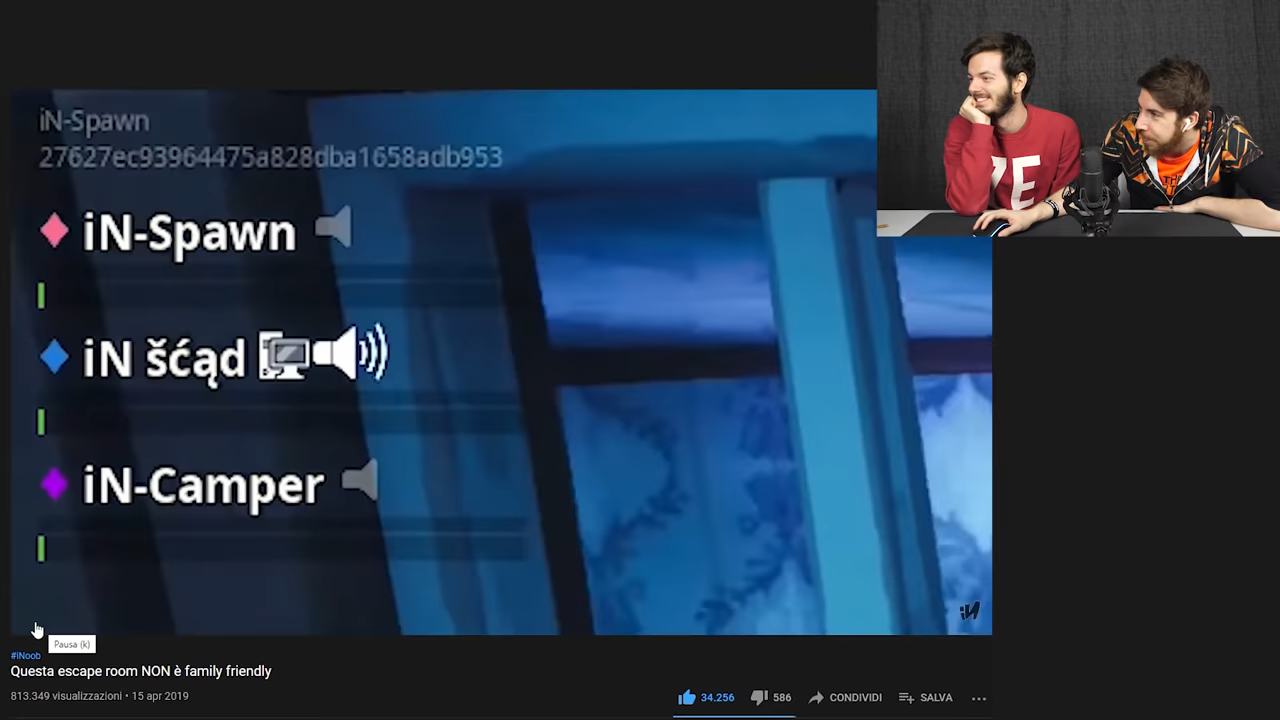 iN-Spawn
27627ec93964475a828dba1658adb953
iN-Spawn
iN šćąd
iN-Camper
iN
Pausa (k)
#iNoob
Questa escape room NON è family friendly
813.349 visualizzazioni • 15 apr 2019
34.256 586 CONDIVIDI SALVA